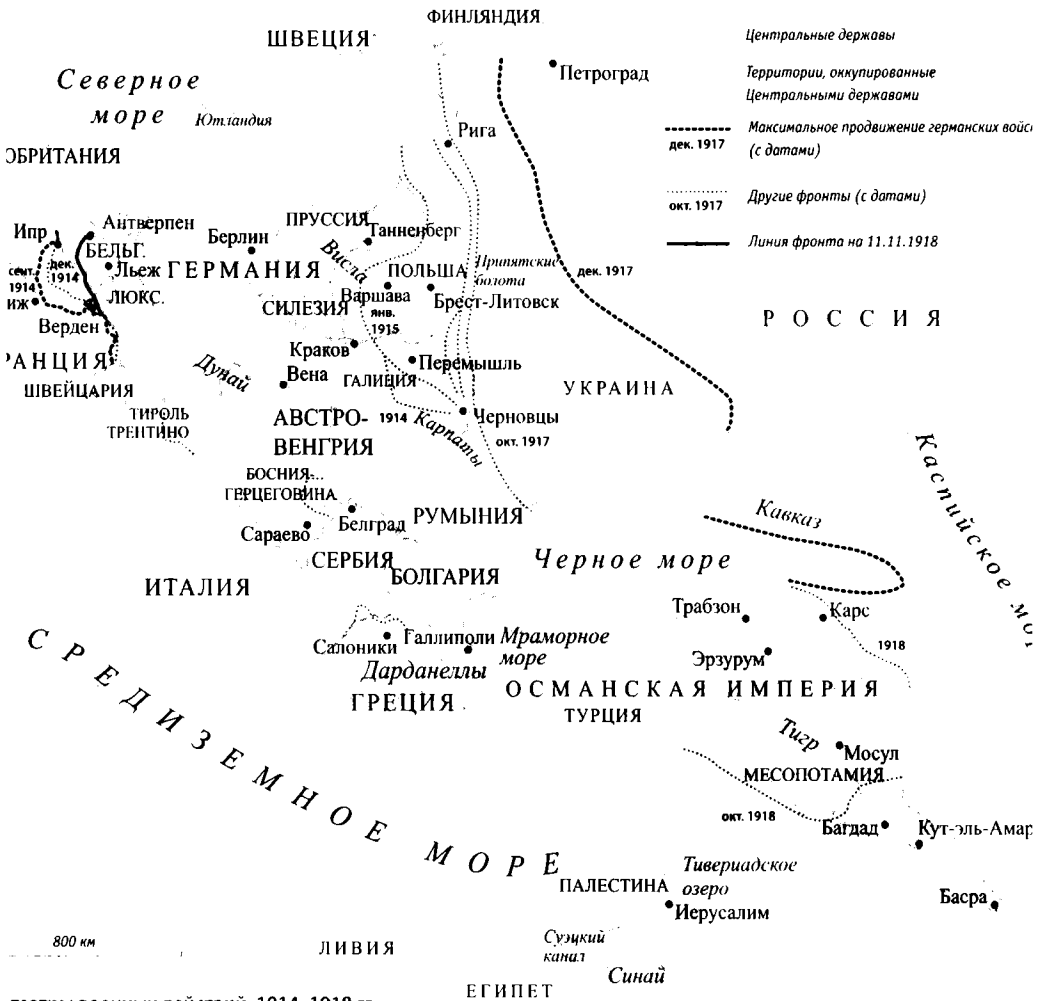 ФИНЛЯНДИЯ
ШВЕЦИЯ
Центральные державы
Северное
море
Ютландия
Петроград
Территории, оккупированные
Центральными державами
Рига
Максимальное продвижение германских войс
дек. 1917
(с датами)
ОБРИТАНИЯ
Другие фронты (с датами)
окт. 1917
Линия фронта на 11.11.1918
Ипр
Антверпен
БЕЛЬГ.
Льеж
ЛЮКС.
сент.
1914
дек.
1914
иж
Верден
РАНЦИЯ
ШВЕЙЦАРИЯ
ПРУССИЯ
Берлин
Танненберг
ГЕРМАНИЯ
Висла
ПОЛЬША
Припятские
болота
дек. 1917
СИЛЕЗИЯ
Варшава
янв.
1915
Брест-Литовск
РОССИЯ
Краков
Перемышль
Дунай
Вена
ГАЛИЦИЯ
УКРАИНА
ТИРОЛЬ
ТРЕНТИНО
АВСТРО-
ВЕНГРИЯ
1914
Карпаты
Черновцы
окт. 1917
БОСНИЯ-
ГЕРЦЕГОВИНА
Сараево
Белград
РУМЫНИЯ
Кавказ
Каспийское мо
СЕРБИЯ
Черное море
БОЛГАРИЯ
ИТАЛИЯ
Трабзон
Карс
1918
Эрзурум
Салоники
Галлиполи
Мраморное
море
Дарданеллы
ГРЕЦИЯ
ОСМАНСКАЯ ИМПЕРИЯ
ТУРЦИЯ
СРЕДИЗЕМНОЕ МОРЕ
Тигр
Мосул
МЕСОПОТАМИЯ
окт. 1918
Багдад
Кут-эль-Амар
Тивериадское
озеро
ПАЛЕСТИНА
Иерусалим
Басра
800 км
ЛИВИЯ
Суэцкий
канал
Синай
ЕГИПЕТ
1914-1918